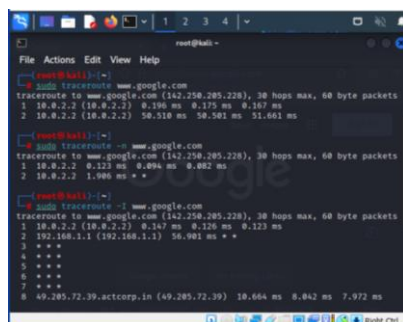 1 2 3 4
root@kali: ~
File Actions Edit View Help
(root㉿kali)-[~]
# sudo traceroute www.google.com
traceroute to www.google.com (142.250.205.228), 30 hops max, 60 byte packets
1 10.0.2.2 (10.0.2.2) 0.196 ms 0.175 ms 0.167 ms
2 10.0.2.2 (10.0.2.2) 50.510 ms 50.501 ms 51.661 ms
(root㉿kali)-[~]
# sudo traceroute -n www.google.com
traceroute to www.google.com (142.250.205.228), 30 hops max, 60 byte packets
1 10.0.2.2 0.123 ms 0.094 ms 0.082 ms
2 10.0.2.2 1.906 ms * *
(root㉿kali)-[~]
# sudo traceroute -I www.google.com
traceroute to www.google.com (142.250.205.228), 30 hops max, 60 byte packets
1 10.0.2.2 (10.0.2.2) 0.147 ms 0.126 ms 0.123 ms
2 192.168.1.1 (192.168.1.1) 56.901 ms * *
3 * * *
4 * * *
5 * * *
6 * * *
7 * * *
8 49.205.72.39.actcorp.in (49.205.72.39) 10.664 ms 8.042 ms 7.972 ms
Right Ctrl